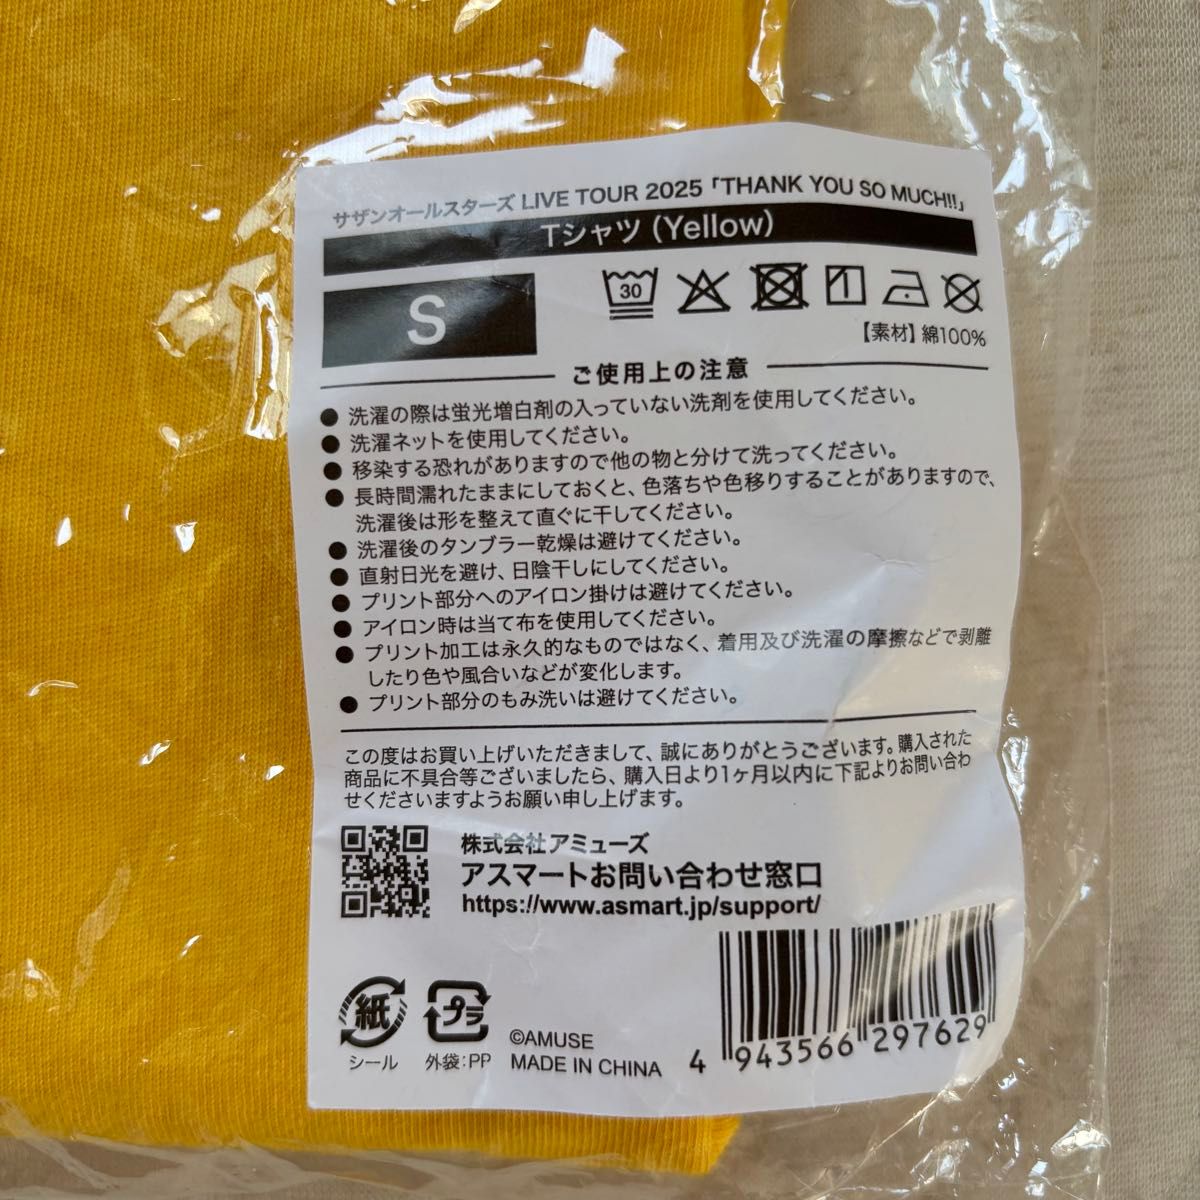 サザンオールスターズ LIVE TOUR 2025 「THANK YOU SO MUCH!!」
Tシャツ (Yellow)
S
30
【素材】 綿100%
ご使用上の注意
● 洗濯の際は蛍光増白剤の入っていない洗剤を使用してください。
● 洗濯ネットを使用してください。
● 移染する恐れがありますので他の物と分けて洗ってください。
● 長時間濡れたままにしておくと、色落ちや色移りすることがありますので、
洗濯後は形を整えて直ぐに干してください。
● 洗濯後のタンブラー乾燥は避けてください。
● 直射日光を避け、日陰干しにしてください。
● プリント部分へのアイロン掛けは避けてください。
● アイロン時は当て布を使用してください。
● プリント加工は永久的なものではなく、着用及び洗濯の摩擦などで剥離
したり色や風合いなどが変化します。
● プリント部分のもみ洗いは避けてください。
この度はお買い上げいただきまして、誠にありがとうございます。購入された
商品に不具合等ございましたら、購入日より1ヶ月以内に下記よりお問い合わ
せくださいますようお願い申し上げます。
株式会社アミューズ
アスマートお問い合わせ窓口
https://www.asmart.jp/support/
紙
シール
プラ
外袋:PP
©AMUSE
MADE IN CHINA
4 943566 297629